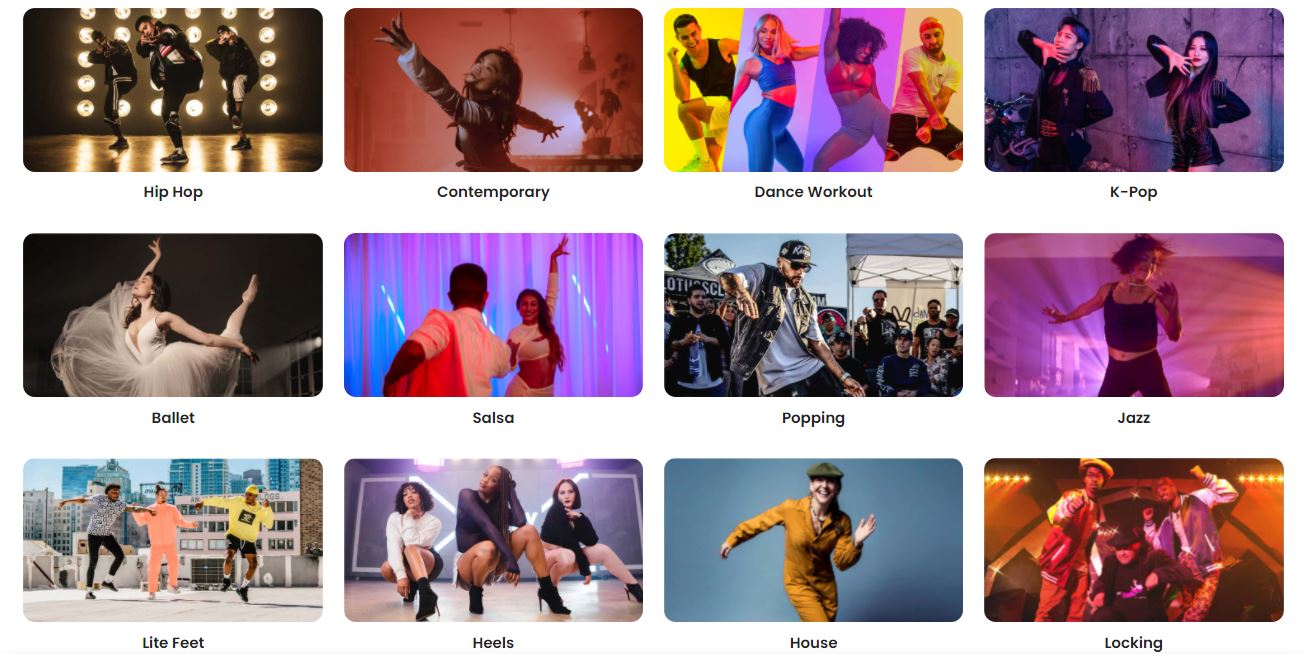 Hip Hop
Contemporary
Dance Workout
K-Pop
Ballet
Salsa
Popping
Jazz
Lite Feet
Heels
House
Locking